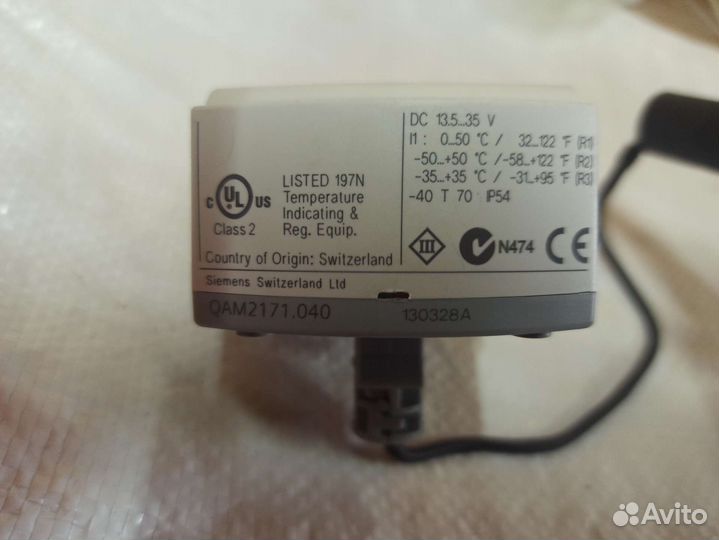 c UL US
Class 2
LISTED 197N
Temperature
Indicating &
Reg. Equip.
Country of Origin: Switzerland
DC 13.5...35 V
I1 : 0...50 °C / 32...122 °F (R1)
-50...+50 °C / -58...+122 °F (R2)
-35...+35 °C / -31...+95 °F (R3)
-40 T 70 IP54
III N474 CE
Siemens Switzerland Ltd
QAM2171.040 130328A
Avito